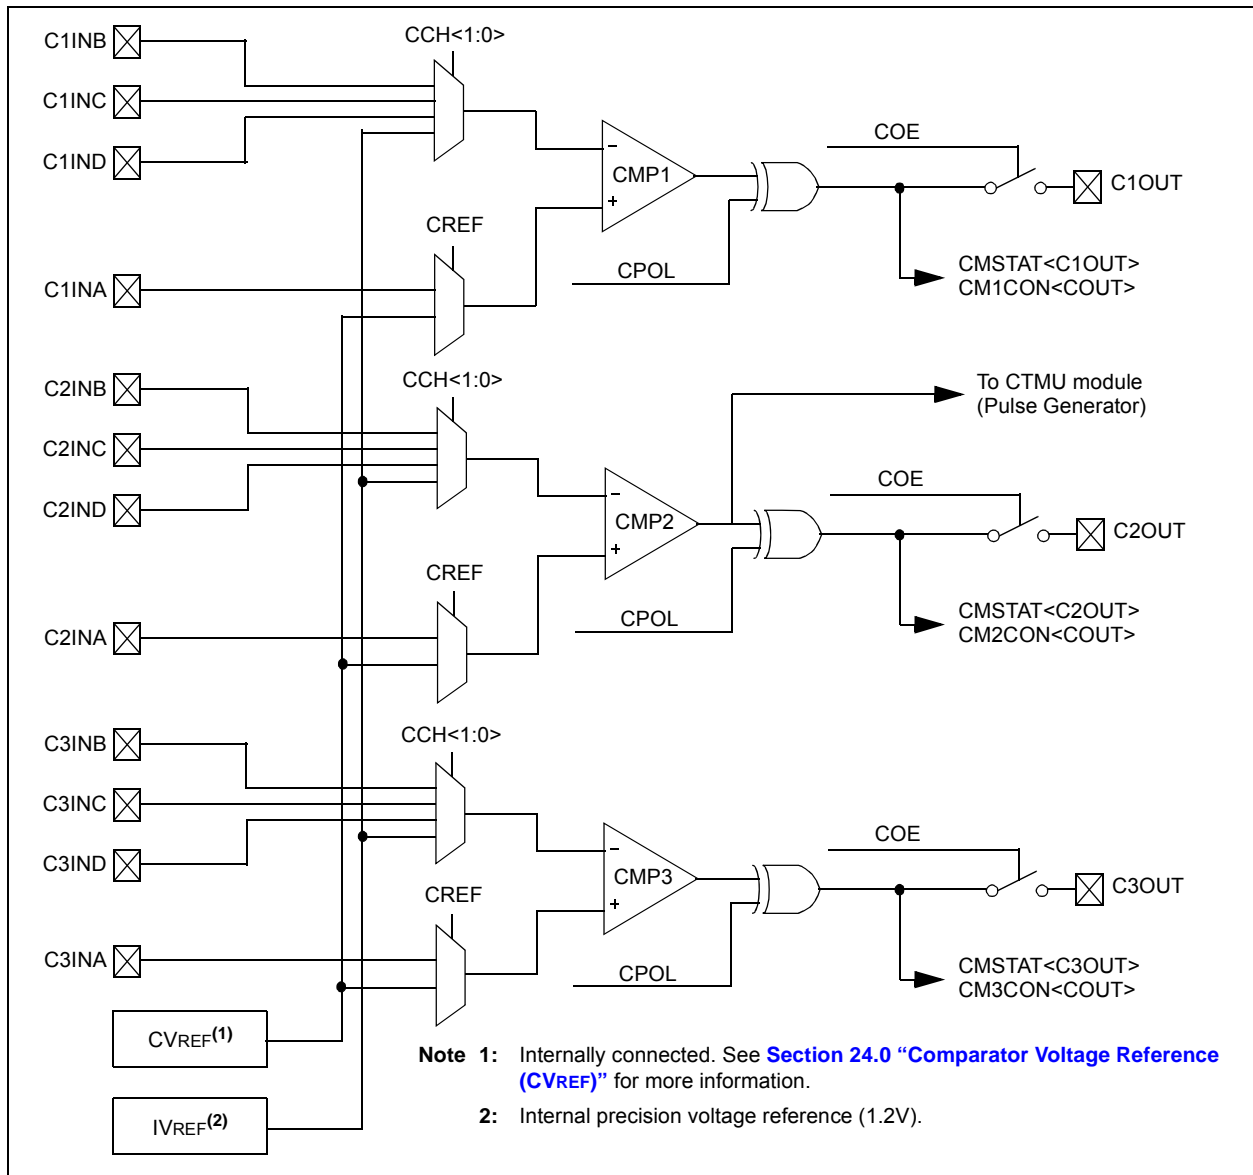 C1INB
CCH<1:0>
C1INC
C1IND
COE
CMP1
C1OUT
CREF
CPOL
CMSTAT<C1OUT>
CM1CON<COUT>
C1INA
−
+
C2INB
CCH<1:0>
To CTMU module
(Pulse Generator)
C2INC
C2IND
COE
CMP2
C2OUT
CREF
CPOL
CMSTAT<C2OUT>
CM2CON<COUT>
C2INA
−
+
C3INB
CCH<1:0>
C3INC
C3IND
COE
CMP3
C3OUT
CREF
CPOL
CMSTAT<C3OUT>
CM3CON<COUT>
C3INA
−
+
CVREF(1)
IVREF(2)
Note 1: Internally connected. See Section 24.0 “Comparator Voltage Reference
(CVREF)” for more information.
2: Internal precision voltage reference (1.2V).